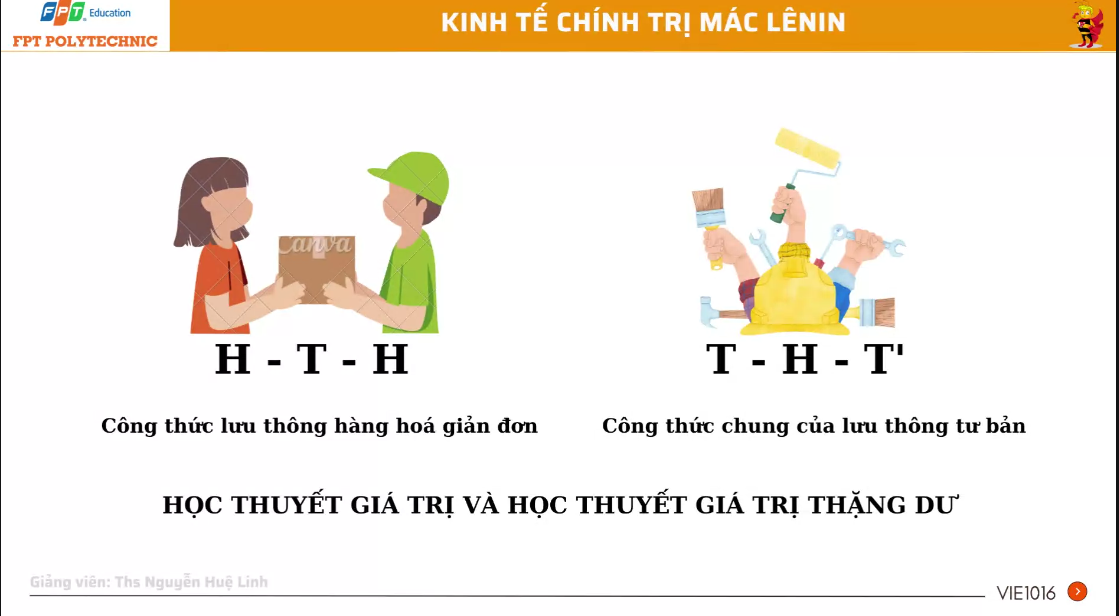 FPT Education
FPT POLYTECHNIC
KINH TẾ CHÍNH TRỊ MÁC LÊNIN
Canva
H - T - H
T - H - T'
Công thức lưu thông hàng hoá giản đơn
Công thức chung của lưu thông tư bản
HỌC THUYẾT GIÁ TRỊ VÀ HỌC THUYẾT GIÁ TRỊ THẶNG DƯ
Giảng viên: Ths Nguyễn Huệ Linh
VIE1016